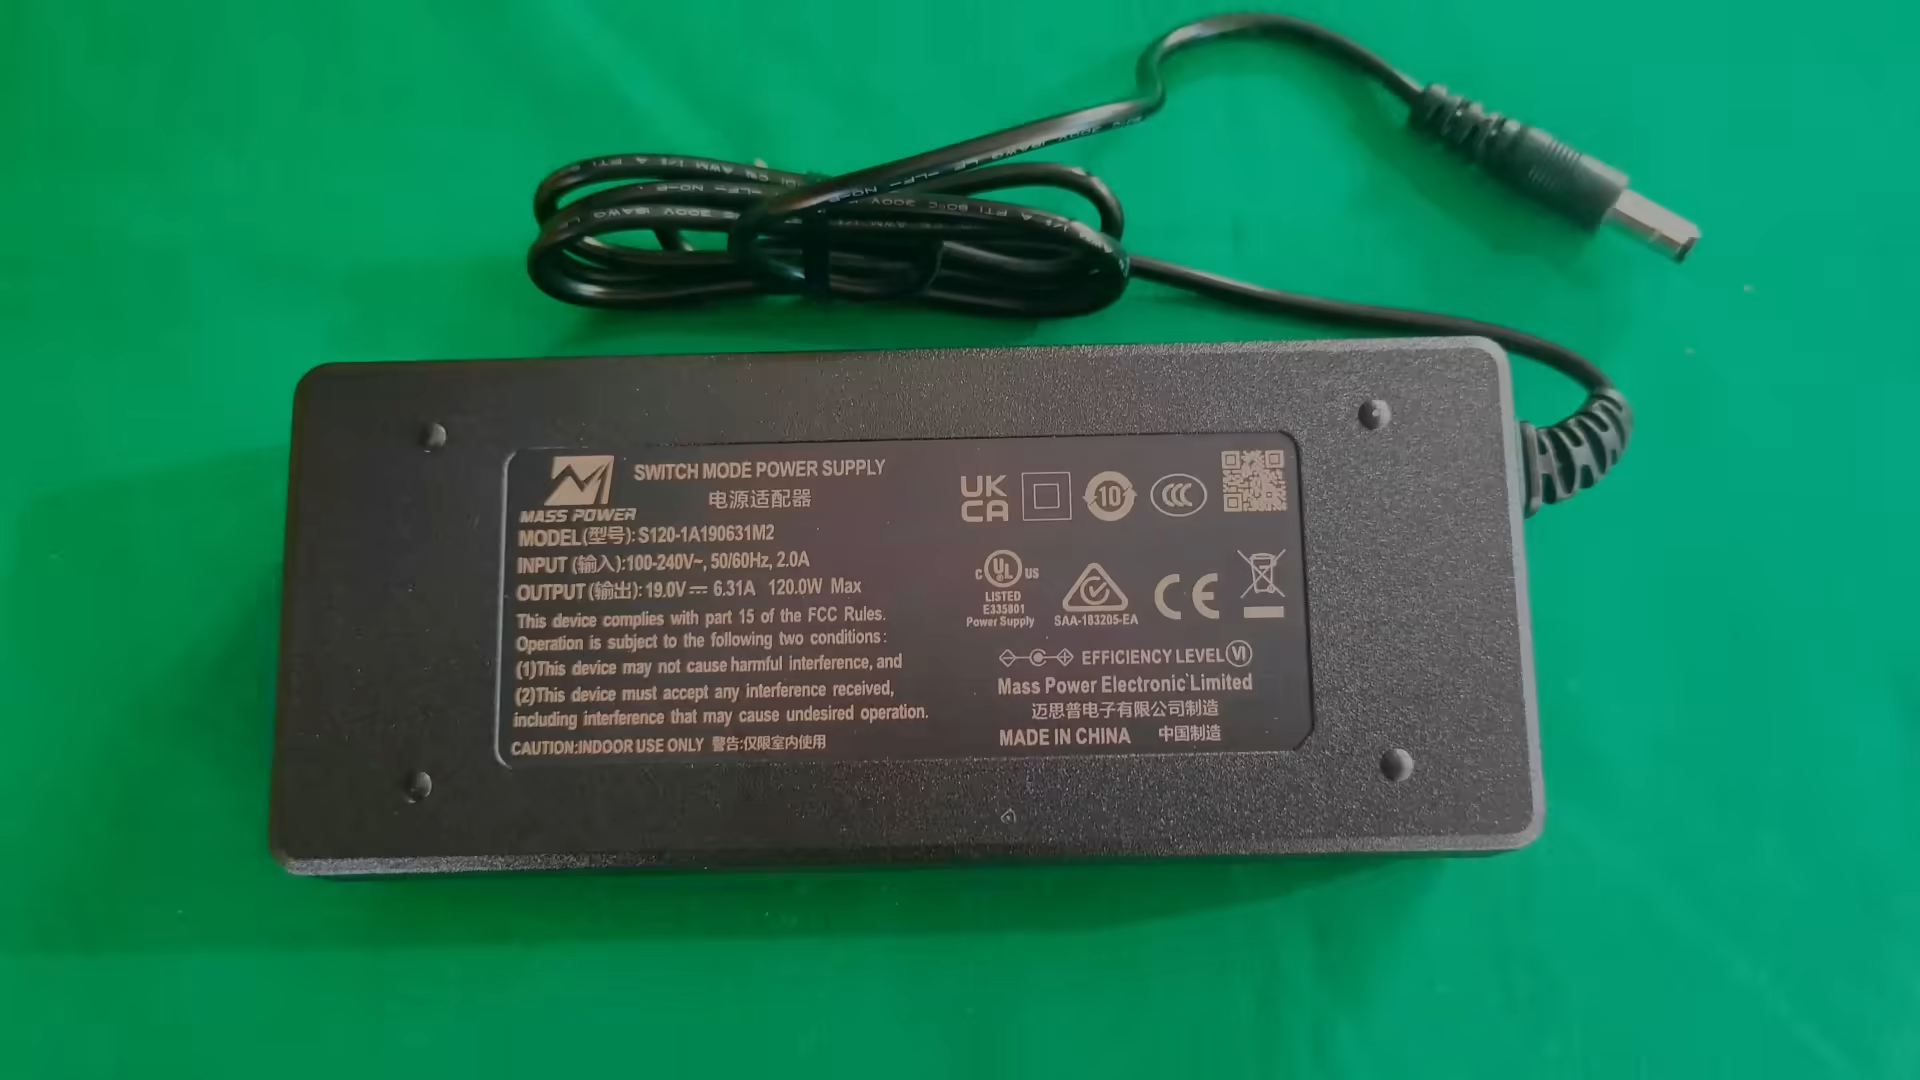 SWITCH MODE POWER SUPPLY
电源适配器
MASS POWER
MODEL(型号): S120-1A190631M2
INPUT (输入):100-240V~, 50/60Hz, 2.0A
OUTPUT (输出): 19.0V⎓ 6.31A 120.0W Max
This device complies with part 15 of the FCC Rules.
Operation is subject to the following two conditions:
(1)This device may not cause harmful interference, and
(2)This device must accept any interference received,
including interference that may cause undesired operation.
CAUTION:INDOOR USE ONLY 警告:仅限室内使用
UK
CA
10
CCC
C UL US
LISTED
E335801
Power Supply
SAA-183205-EA
CE
EFFICIENCY LEVEL VI
Mass Power Electronic Limited
迈思普电子有限公司制造
MADE IN CHINA 中国制造